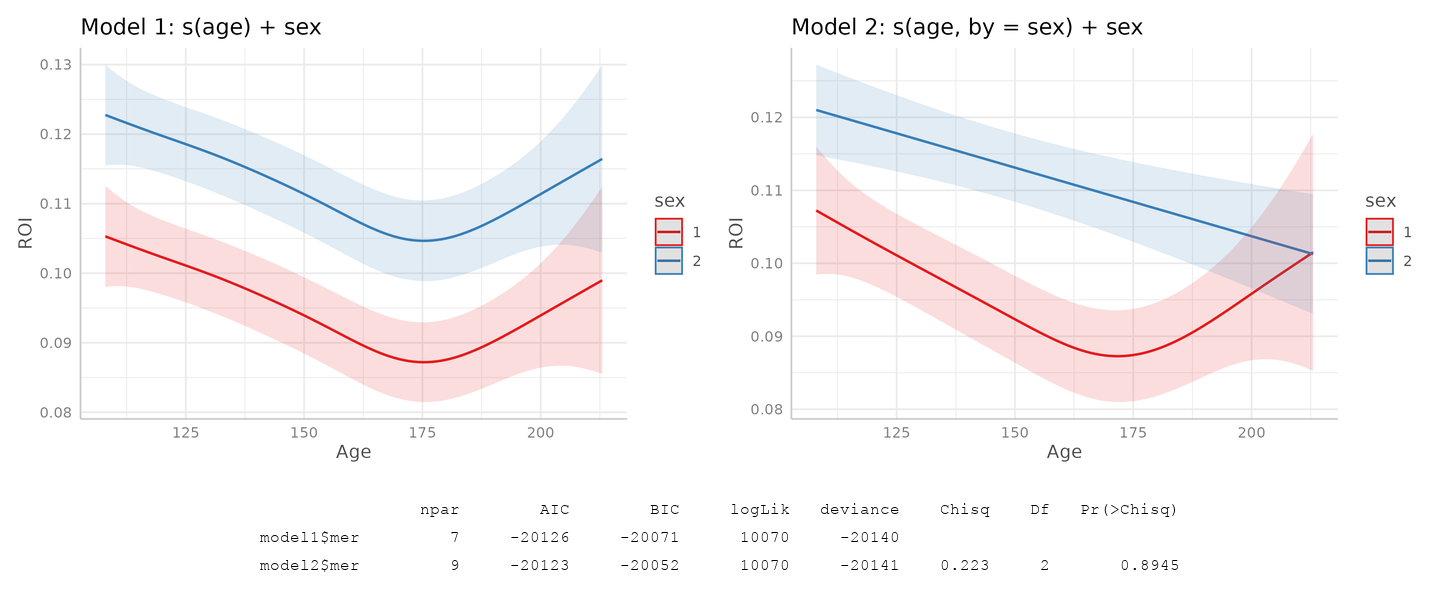 Model 1: s(age) + sex
0.13
0.12
0.11
0.10
0.09
0.08
ROI
125 150 175 200
Age
sex
1
2
Model 2: s(age, by = sex) + sex
0.12
0.11
0.10
0.09
0.08
ROI
125 150 175 200
Age
sex
1
2
npar AIC BIC logLik deviance Chisq Df Pr(>Chisq)
model1$mer 7 -20126 -20071 10070 -20140
model2$mer 9 -20123 -20052 10070 -20141 0.223 2 0.8945